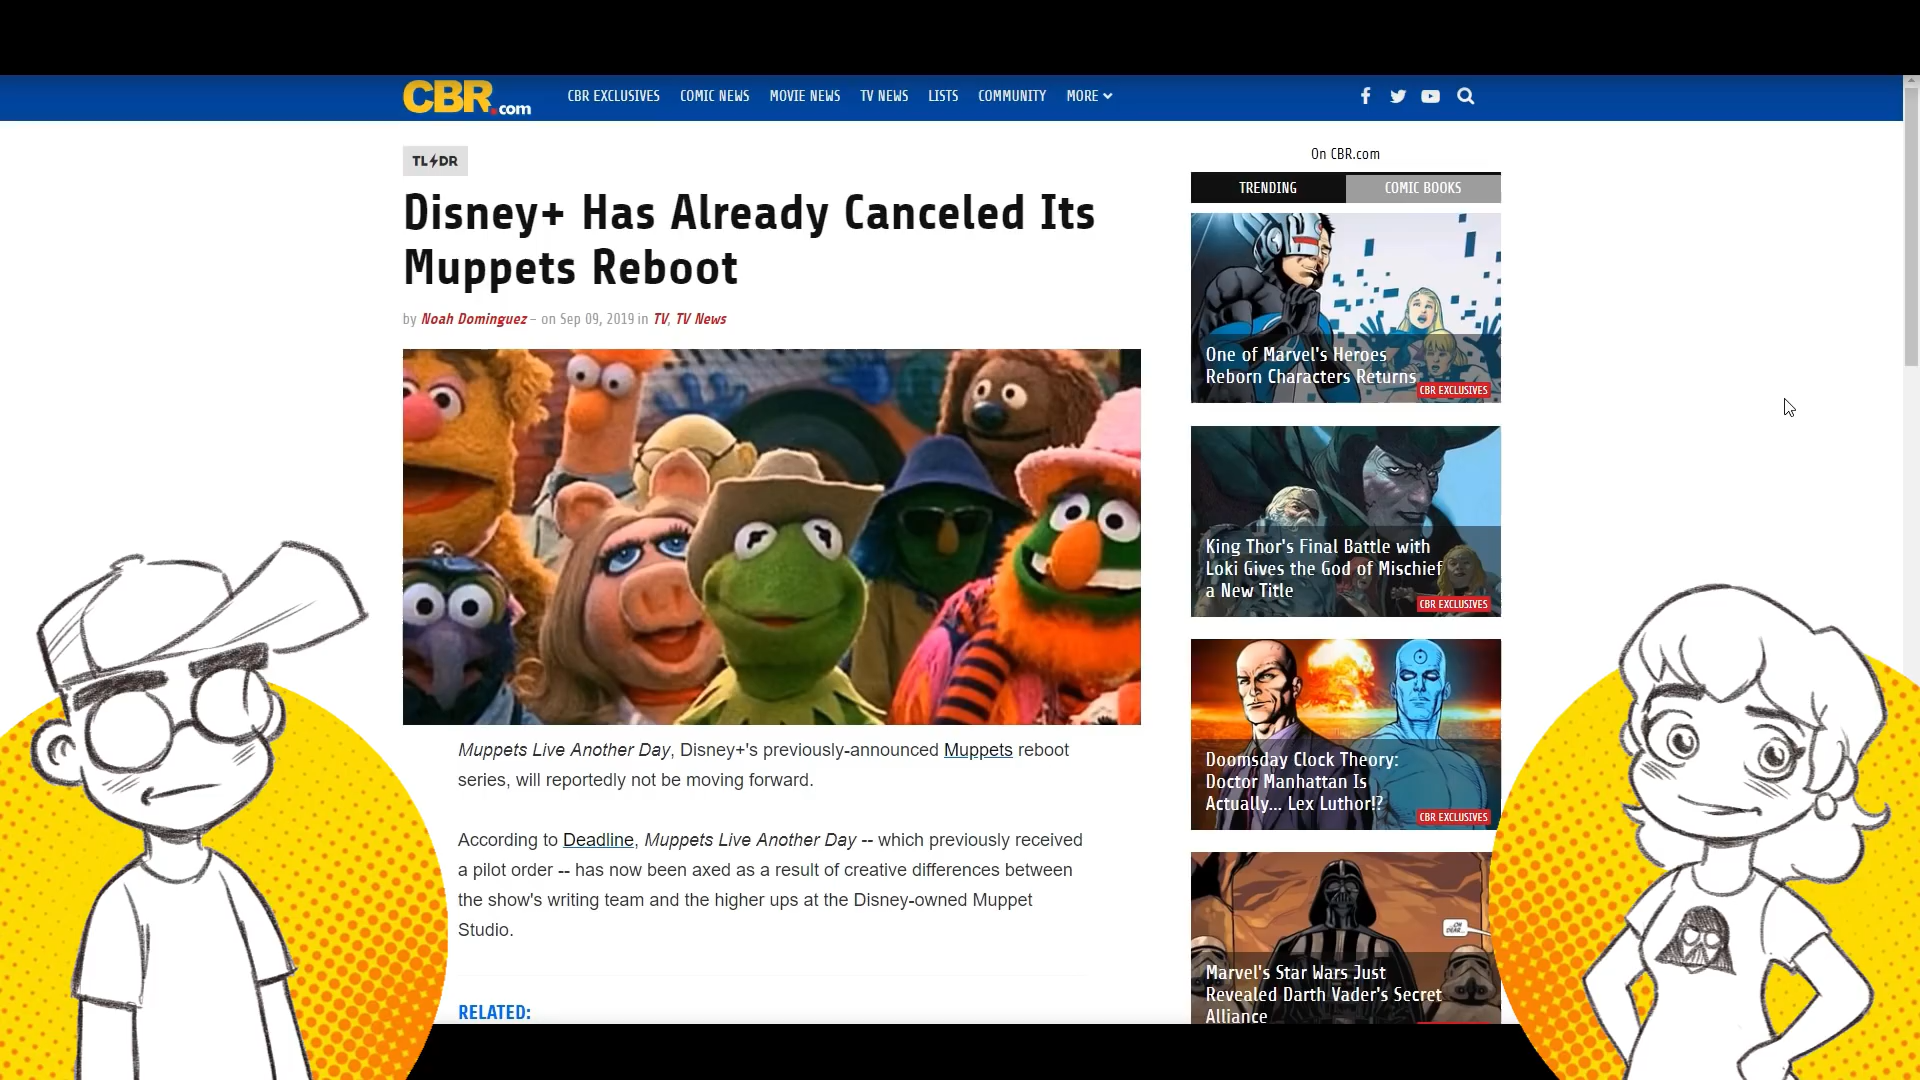 CBR.com
CBR EXCLUSIVES COMIC NEWS MOVIE NEWS TV NEWS LISTS COMMUNITY MORE
TL DR
Disney+ Has Already Canceled Its
Muppets Reboot
by Noah Dominguez – on Sep 09, 2019 in TV, TV News
Muppets Live Another Day, Disney+'s previously-announced Muppets reboot
series, will reportedly not be moving forward.
According to Deadline, Muppets Live Another Day -- which previously received
a pilot order -- has now been axed as a result of creative differences between
the show's writing team and the higher ups at the Disney-owned Muppet
Studio.
RELATED:
On CBR.com
TRENDING COMIC BOOKS
One of Marvel's Heroes
Reborn Characters Returns
CBR EXCLUSIVES
King Thor's Final Battle with
Loki Gives the God of Mischief
a New Title
CBR EXCLUSIVES
Doomsday Clock Theory:
Doctor Manhattan Is
Actually... Lex Luthor!?
CBR EXCLUSIVES
Marvel's Star Wars Just
Revealed Darth Vader's Secret
Alliance